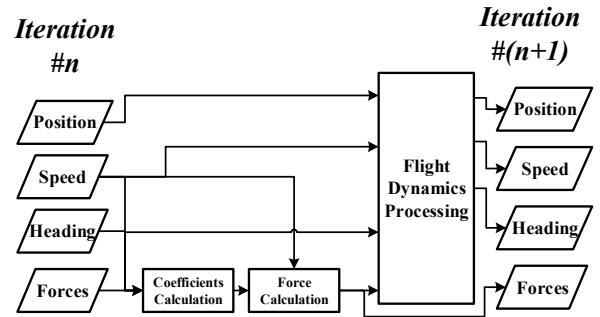 Iteration
#n
Iteration
#(n+1)
Position
Speed
Heading
Forces
Coefficients
Calculation
Force
Calculation
Flight
Dynamics
Processing
Position
Speed
Heading
Forces